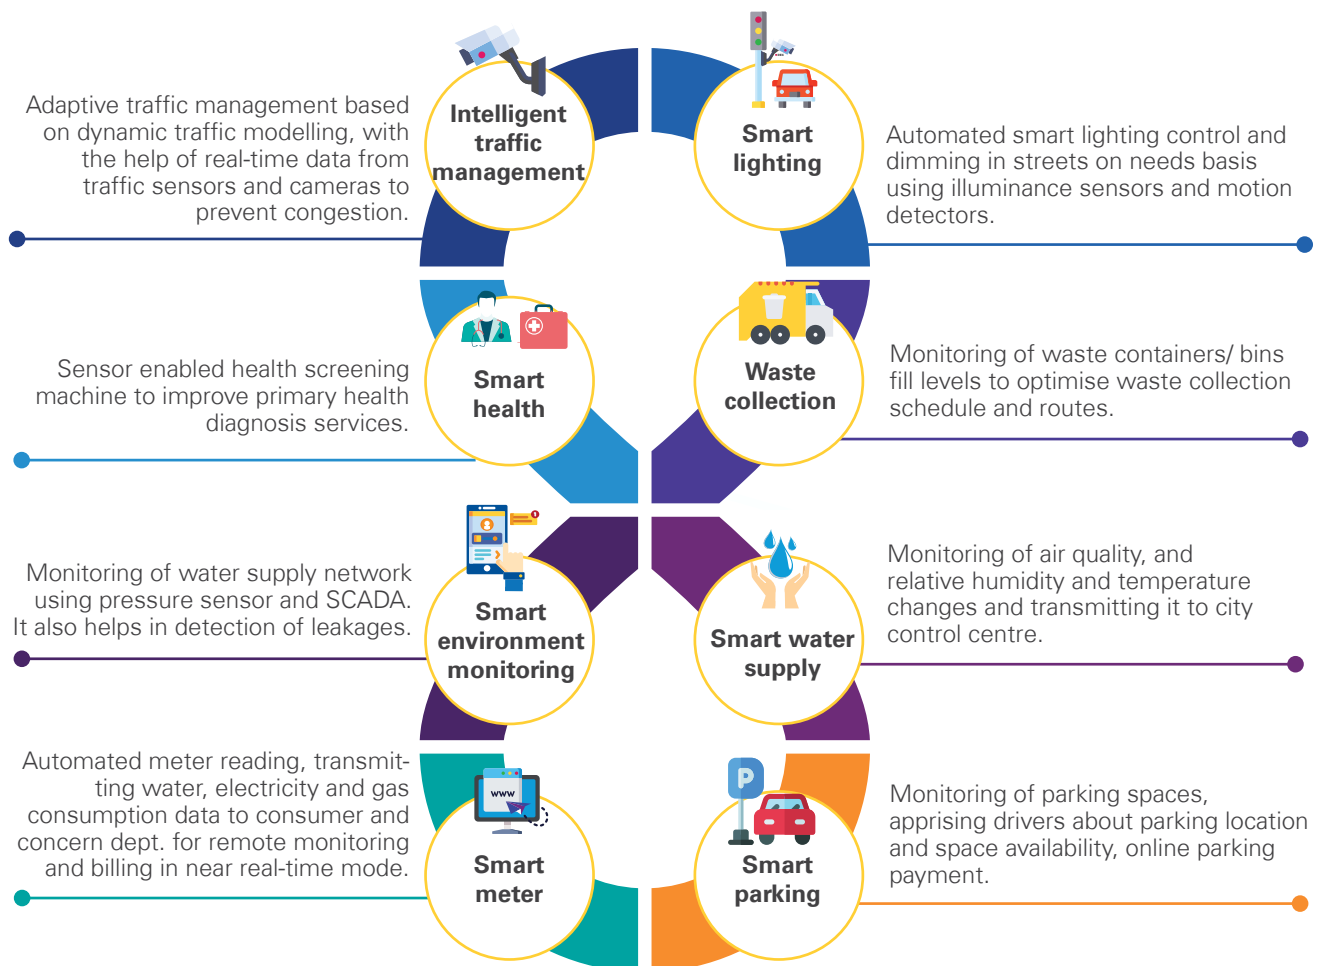 Adaptive traffic management based
on dynamic traffic modelling, with
the help of real-time data from
traffic sensors and cameras to
prevent congestion.
Intelligent
traffic
management
Smart
lighting
Automated smart lighting control and
dimming in streets on needs basis
using illuminance sensors and motion
detectors.
Sensor enabled health screening
machine to improve primary health
diagnosis services.
Smart
health
Waste
collection
Monitoring of waste containers/ bins
fill levels to optimise waste collection
schedule and routes.
Monitoring of water supply network
using pressure sensor and SCADA.
It also helps in detection of leakages.
1
Smart
environment
monitoring
Smart water
supply
Monitoring of air quality, and
relative humidity and temperature
changes and transmitting it to city
control centre.
Automated meter reading, transmit-
ting water, electricity and gas
consumption data to consumer and
concern dept. for remote monitoring
and billing in near real-time mode.
www
Smart
meter
P
Smart
parking
Monitoring of parking spaces,
apprising drivers about parking location
and space availability, online parking
payment.